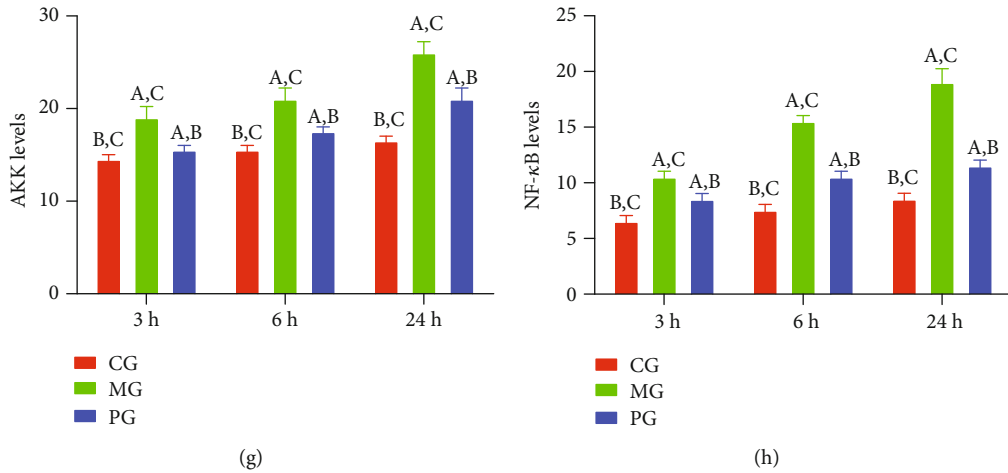 30
20
10
0
AKK levels
B,C
A,C
A,B
B,C
A,C
A,B
B,C
A,C
A,B
3 h
6 h
24 h
CG
MG
PG
(g)
25
20
15
10
5
0
NF-κB levels
B,C
A,C
A,B
B,C
A,C
A,B
B,C
A,C
A,B
3 h
6 h
24 h
CG
MG
PG
(h)